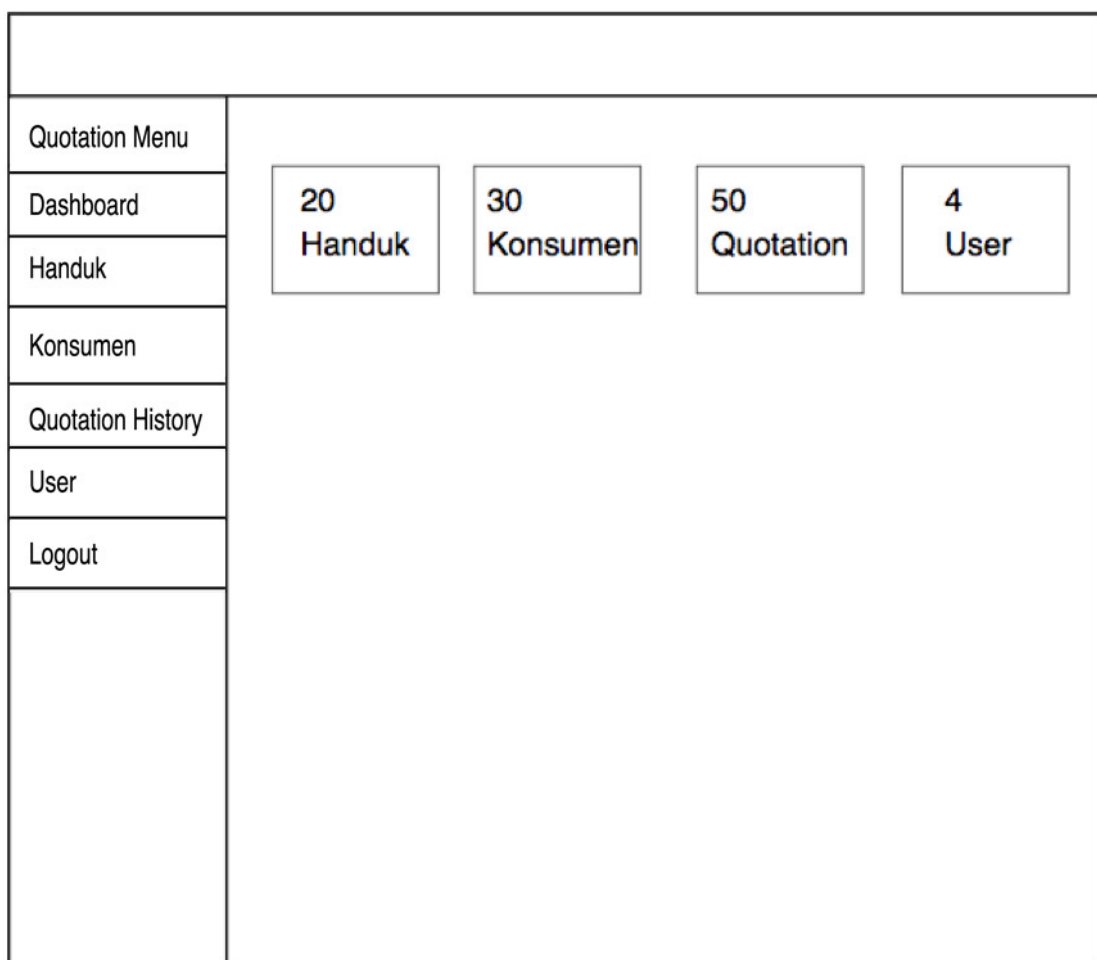 Quotation Menu
Dashboard
Handuk
Konsumen
Quotation History
User
Logout
20
Handuk
30
Konsumen
50
Quotation
4
User